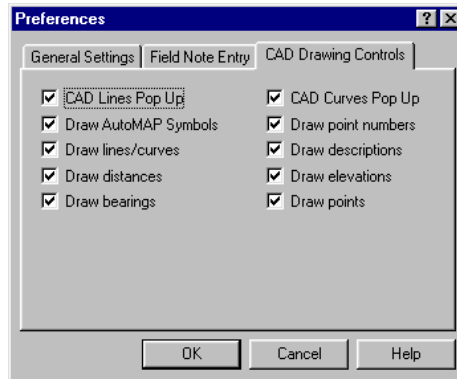 Preferences
General Settings Field Note Entry CAD Drawing Controls
CAD Lines Pop Up CAD Curves Pop Up
Draw AutoMAP Symbols Draw point numbers
Draw lines/curves Draw descriptions
Draw distances Draw elevations
Draw bearings Draw points
OK Cancel Help